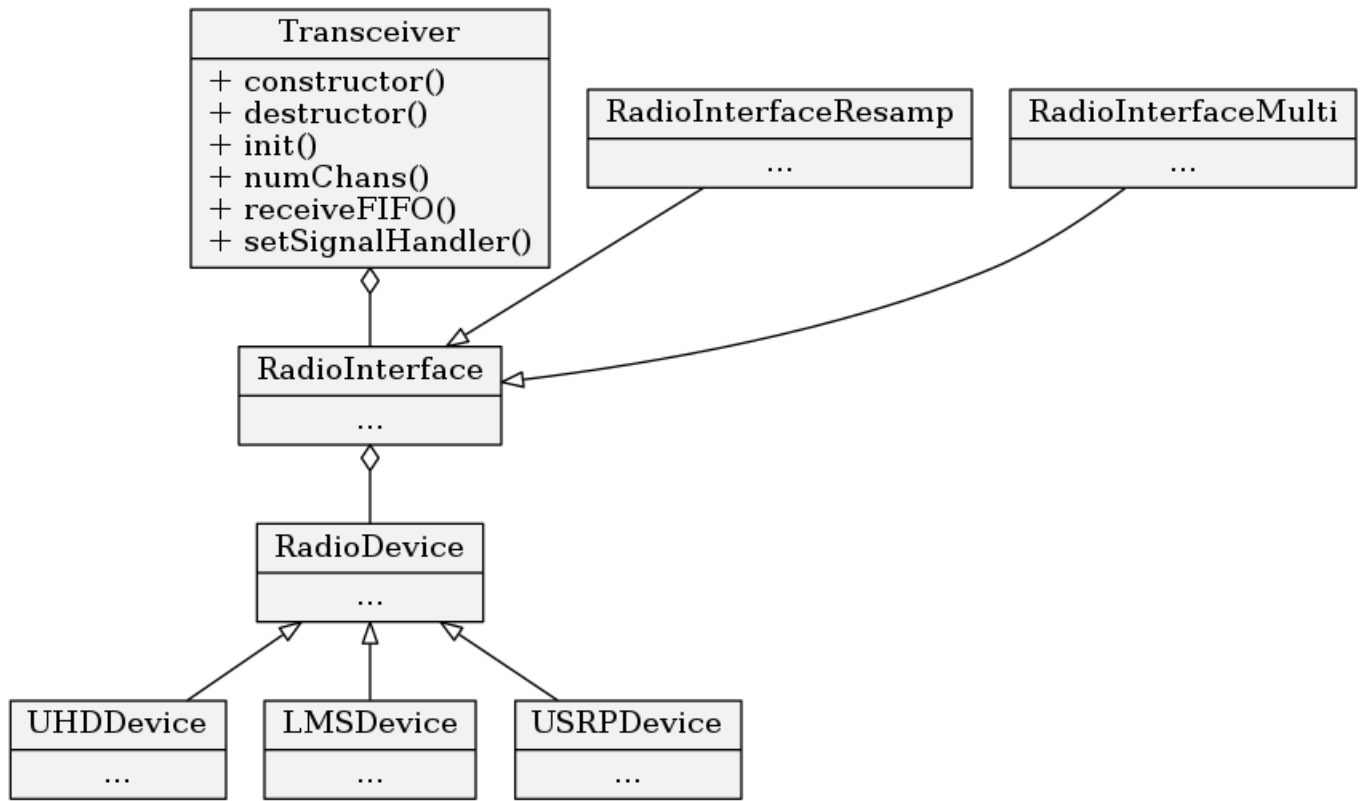 Transceiver
+ constructor()
+ destructor()
+ init()
+ numChans()
+ receiveFIFO()
+ setSignalHandler()
RadioInterfaceResamp
...
RadioInterfaceMulti
...
RadioInterface
...
RadioDevice
...
UHDDevice
...
LMSDevice
...
USRPDevice
...